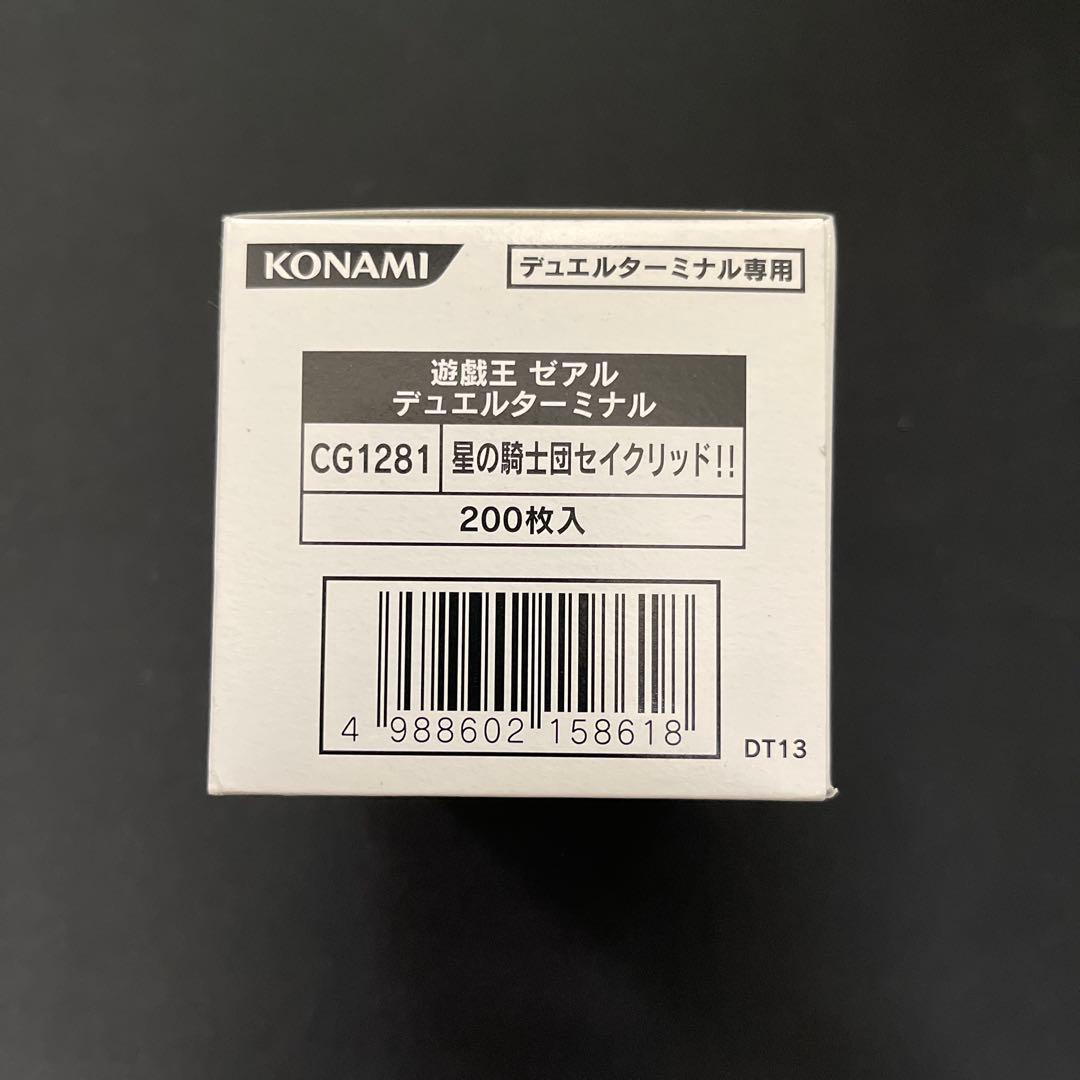 KONAMI
デュエルターミナル専用
遊戯王 ゼアル
デュエルターミナル
CG1281 星の騎士団セイクリッド!!
200枚入
4 988602 158618
DT13